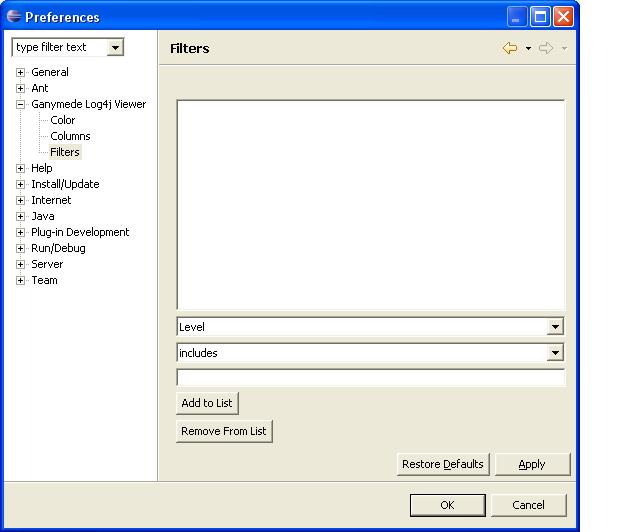 Preferences
type filter text
Filters
General
Ant
Ganymede Log4j Viewer
Color
Columns
Filters
Help
Install/Update
Internet
Java
Plug-in Development
Run/Debug
Server
Team
Level
includes
Add to List
Remove From List
Restore Defaults
Apply
OK
Cancel